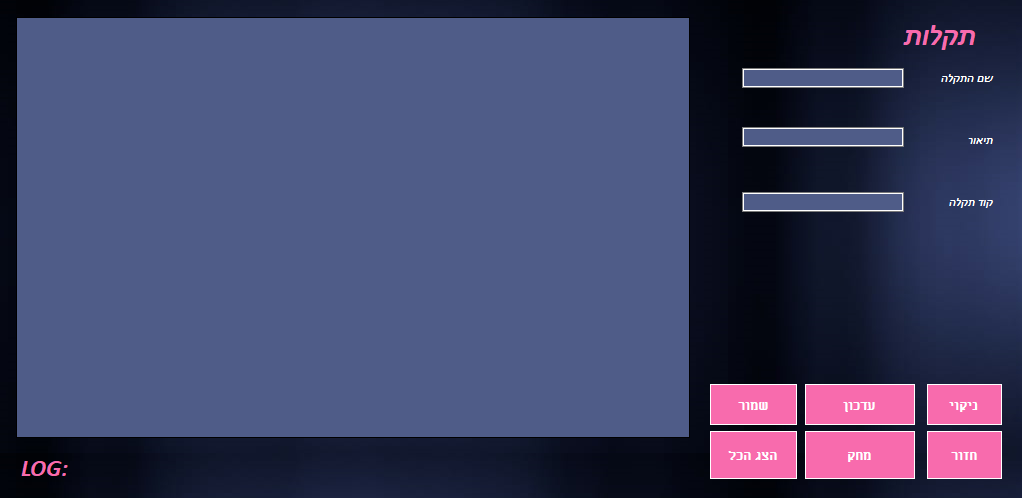 תקלות
שם התקלה
תיאור
קוד תקלה
ניקוי
עדכון
שמור
חזור
מחק
הצג הכל
LOG: